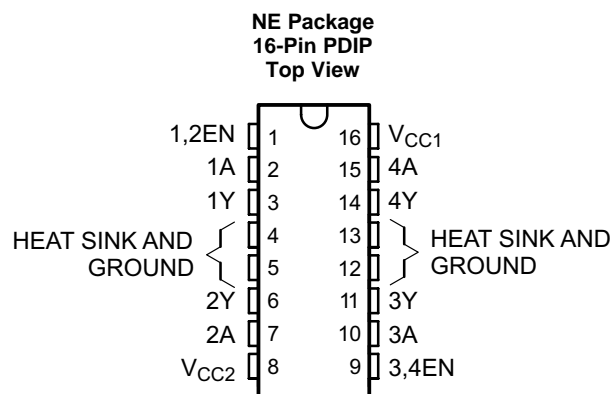 NE Package
16-Pin PDIP
Top View
1,2EN 1 16 VCC1
1A 2 15 4A
1Y 3 14 4Y
HEAT SINK AND
GROUND
4 13
5 12
HEAT SINK AND
GROUND
2Y 6 11 3Y
2A 7 10 3A
VCC2 8 9 3,4EN